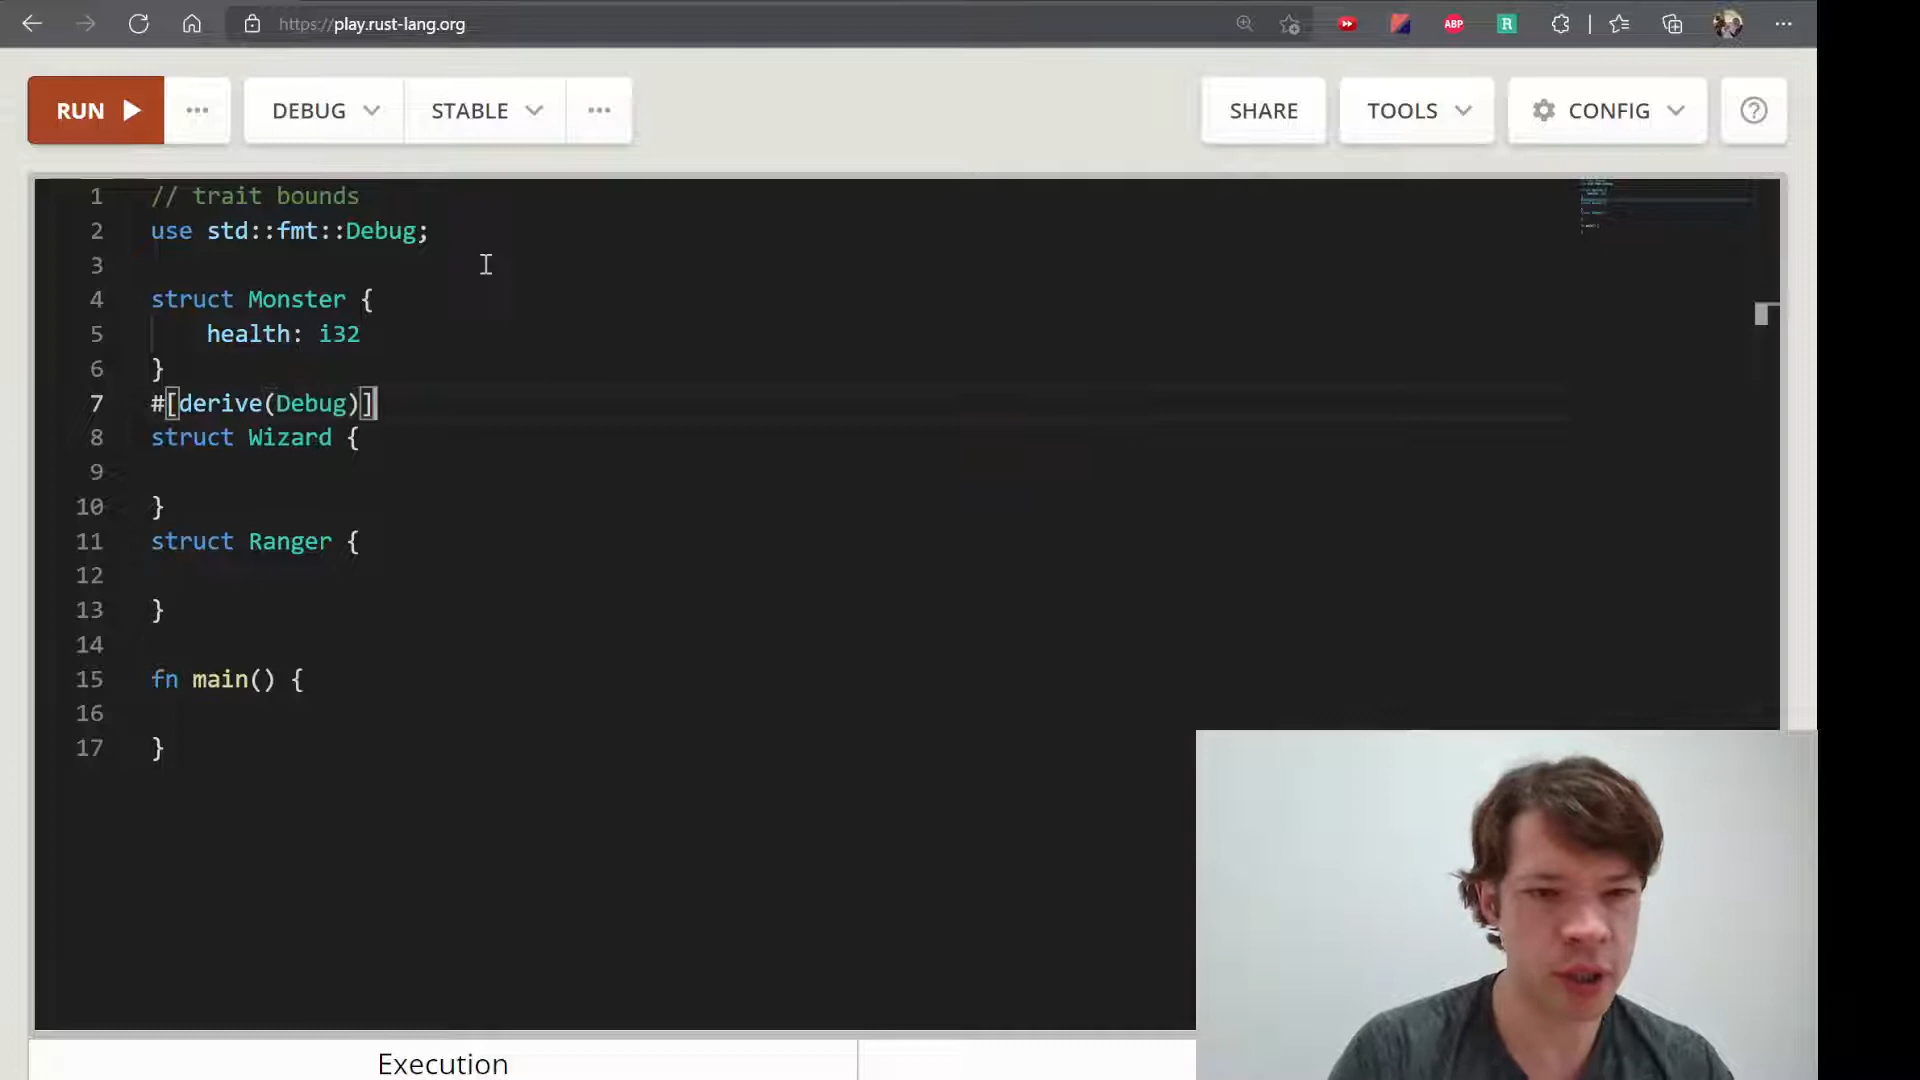 https://play.rust-lang.org
ABP
R
RUN
DEBUG
STABLE
SHARE
TOOLS
CONFIG
1 // trait bounds
2 use std::fmt::Debug;
3
4 struct Monster {
5     health: i32
6 }
7 #[derive(Debug)]
8 struct Wizard {
9
10 }
11 struct Ranger {
12
13 }
14
15 fn main() {
16
17 }
Execution